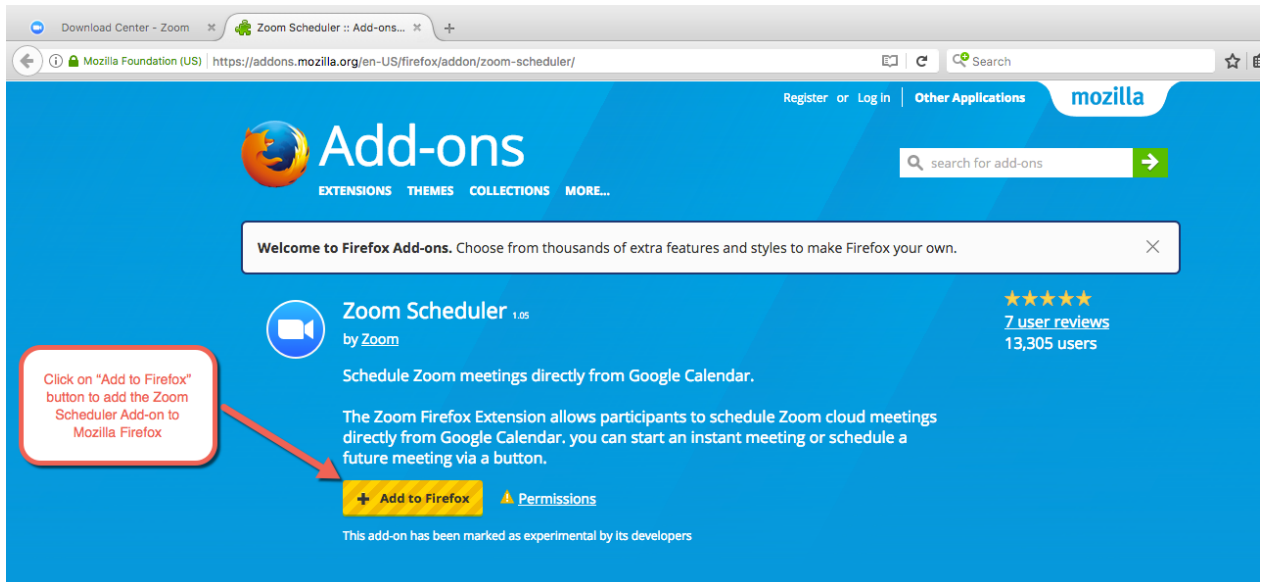 Download Center - Zoom
Zoom Scheduler :: Add-ons...
Mozilla Foundation (US) https://addons.mozilla.org/en-US/firefox/addon/zoom-scheduler/
Search
Register or Log in Other Applications mozilla
Add-ons
search for add-ons
EXTENSIONS THEMES COLLECTIONS MORE...
Welcome to Firefox Add-ons. Choose from thousands of extra features and styles to make Firefox your own.
Zoom Scheduler 1.05
by Zoom
7 user reviews
13,305 users
Schedule Zoom meetings directly from Google Calendar.
The Zoom Firefox Extension allows participants to schedule Zoom cloud meetings
directly from Google Calendar. you can start an instant meeting or schedule a
future meeting via a button.
Click on “Add to Firefox”
button to add the Zoom
Scheduler Add-on to
Mozilla Firefox
+ Add to Firefox
Permissions
This add-on has been marked as experimental by its developers